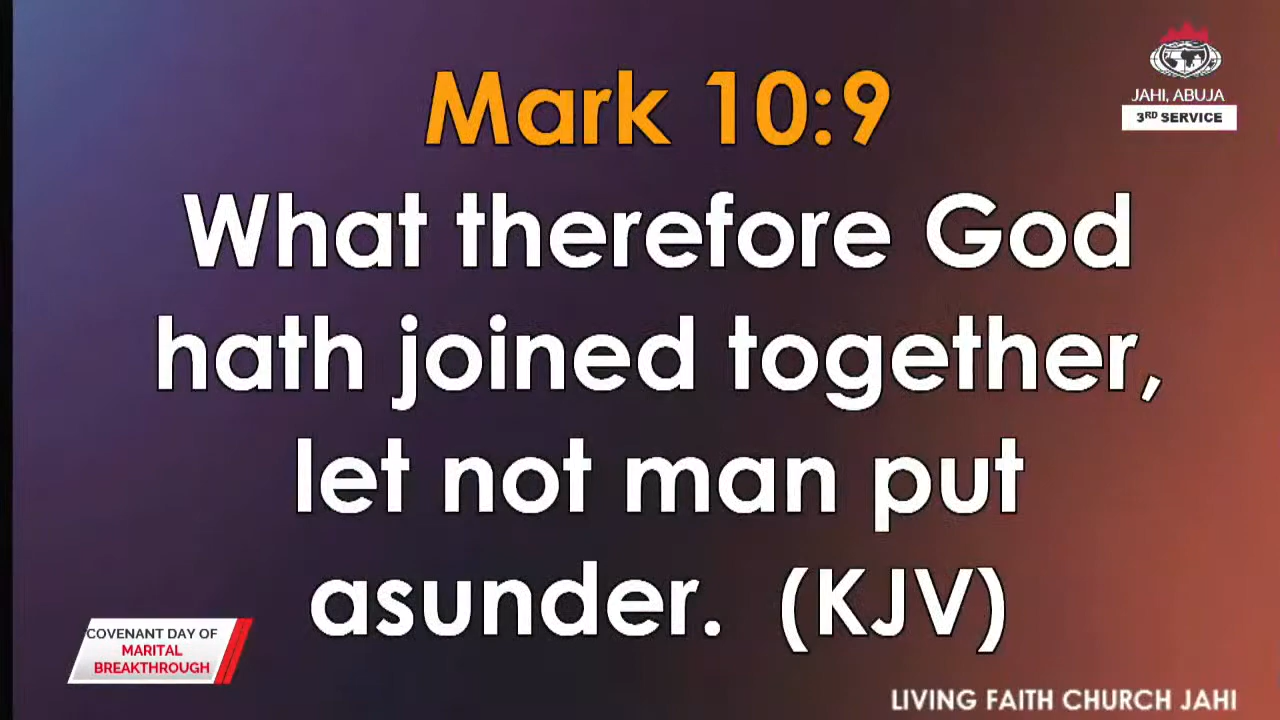 JAHI, ABUJA
3RD SERVICE
Mark 10:9
What therefore God
hath joined together,
let not man put
asunder. (KJV)
COVENANT DAY OF
MARITAL
BREAKTHROUGH
LIVING FAITH CHURCH JAHI